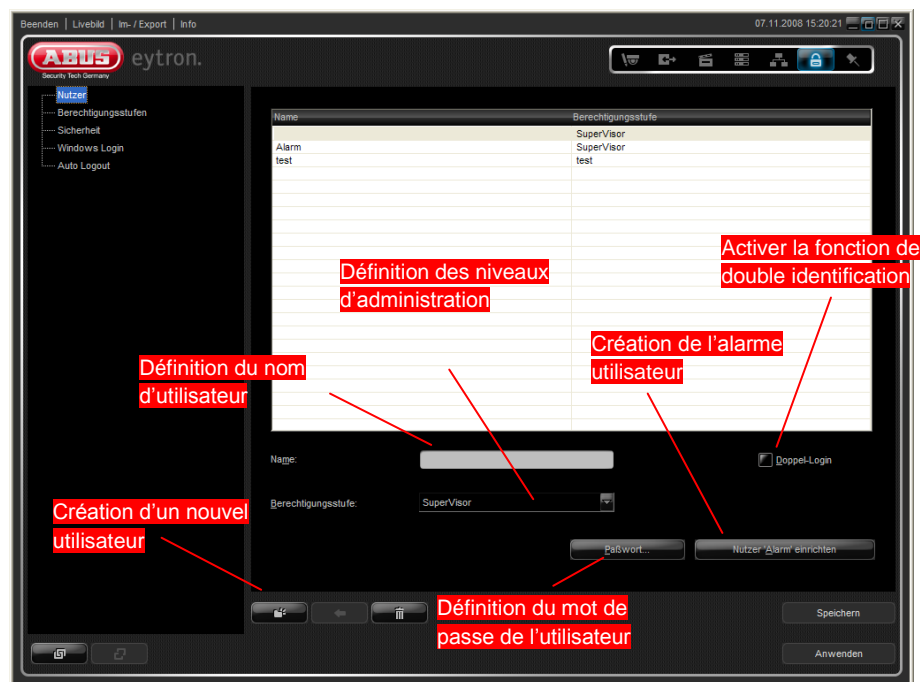 Beenden | Livebild | Im- / Export | Info
07.11.2008 15:20:21
ABUS eytron.
Security Tech Germany
Nutzer
Berechtigungsstufen
Sicherheit
Windows Login
Auto Logout
Name Berechtigungsstufe
SuperVisor
Alarm SuperVisor
test test
Activer la fonction de
double identification
Définition des niveaux
d’administration
Création de l’alarme
utilisateur
Définition du nom
d’utilisateur
Name:
Doppel-Login
Berechtigungsstufe: SuperVisor
Création d’un nouvel
utilisateur
Paßwort...
Nutzer 'Alarm' einrichten
Définition du mot de
passe de l’utilisateur
Speichern
Anwenden